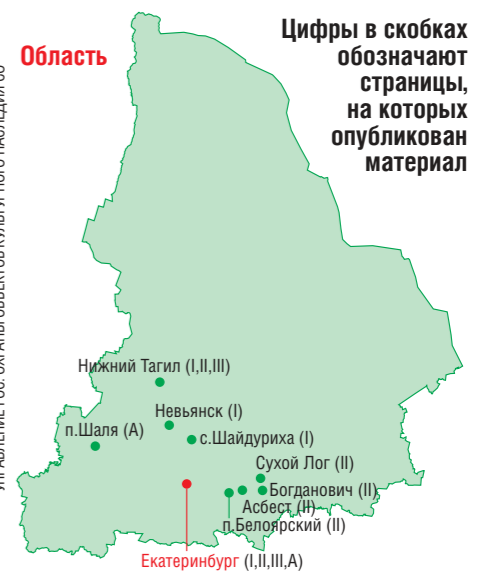 Область
Цифры в скобках
обозначают
страницы,
на которых
опубликован
материал
Нижний Тагил (I,II,III)
Невьянск (I)
п.Шаля (А)
с.Шайдуриха (I)
Сухой Лог (II)
Богданович (II)
Асбест (II)
п.Белоярский (II)
Екатеринбург (I,II,III,А)